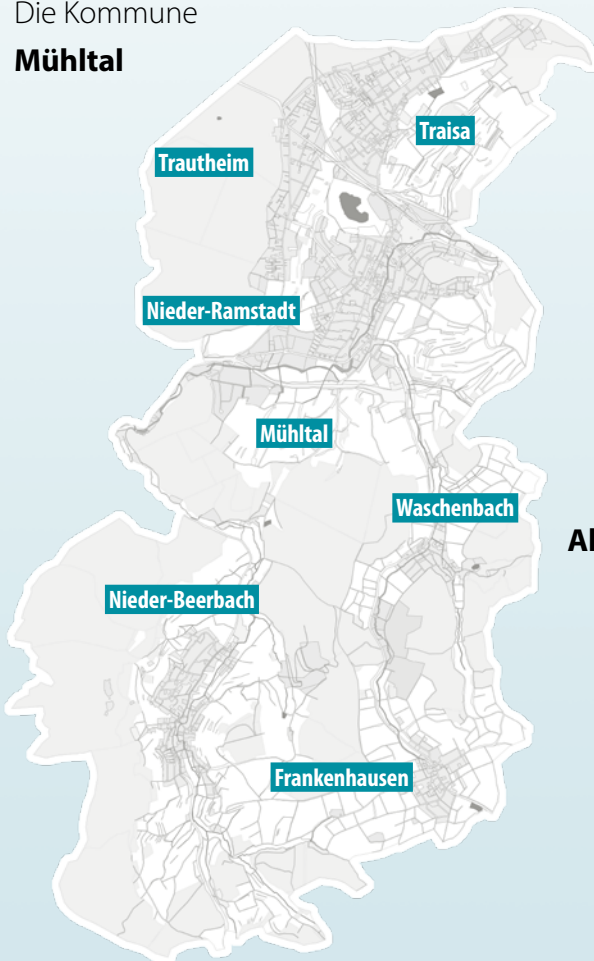 Die Kommune
Mühltal
Traisa
Trautheim
Nieder-Ramstadt
Mühltal
Waschenbach
Nieder-Beerbach
Frankenhausen